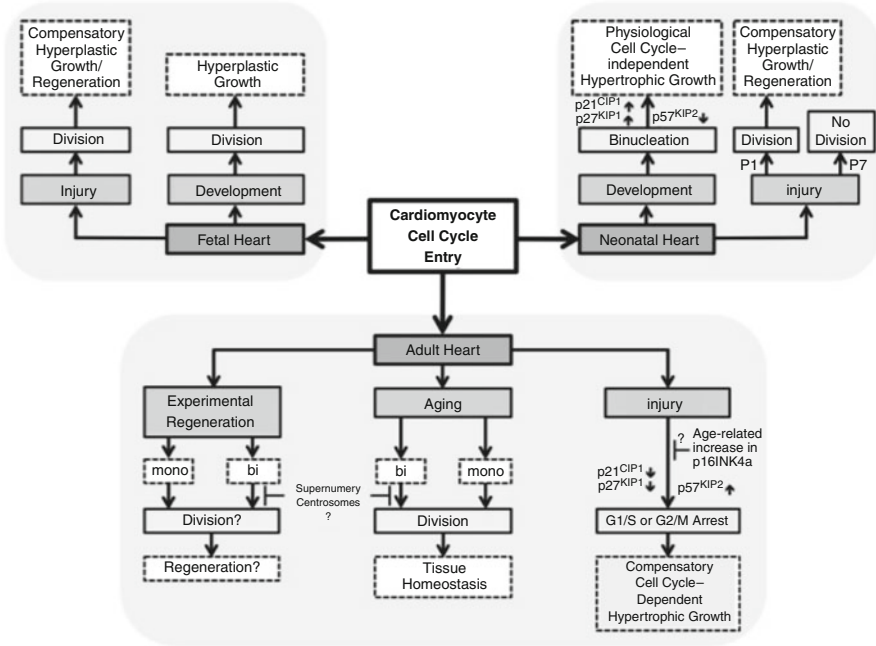 Compensatory
Hyperplastic
Growth/
Regeneration
Division
Injury
Hyperplastic
Growth
Division
Development
Fetal Heart
Cardiomyocyte
Cell Cycle
Entry
Physiological
Cell Cycle–
independent
Hypertrophic Growth
p21CIP1
p27KIP1
p57KIP2
Binucleation
Development
Neonatal Heart
Compensatory
Hyperplastic
Growth/
Regeneration
Division
No
Division
P1
P7
injury
Adult Heart
Experimental
Regeneration
mono
bi
Division?
Regeneration?
Supernumery
Centrosomes
?
Aging
bi
mono
Division
Tissue
Homeostasis
injury
? Age-related
increase in
p16INK4a
p21CIP1
p27KIP1
p57KIP2
G1/S or G2/M Arrest
Compensatory
Cell Cycle–
Dependent
Hypertrophic Growth